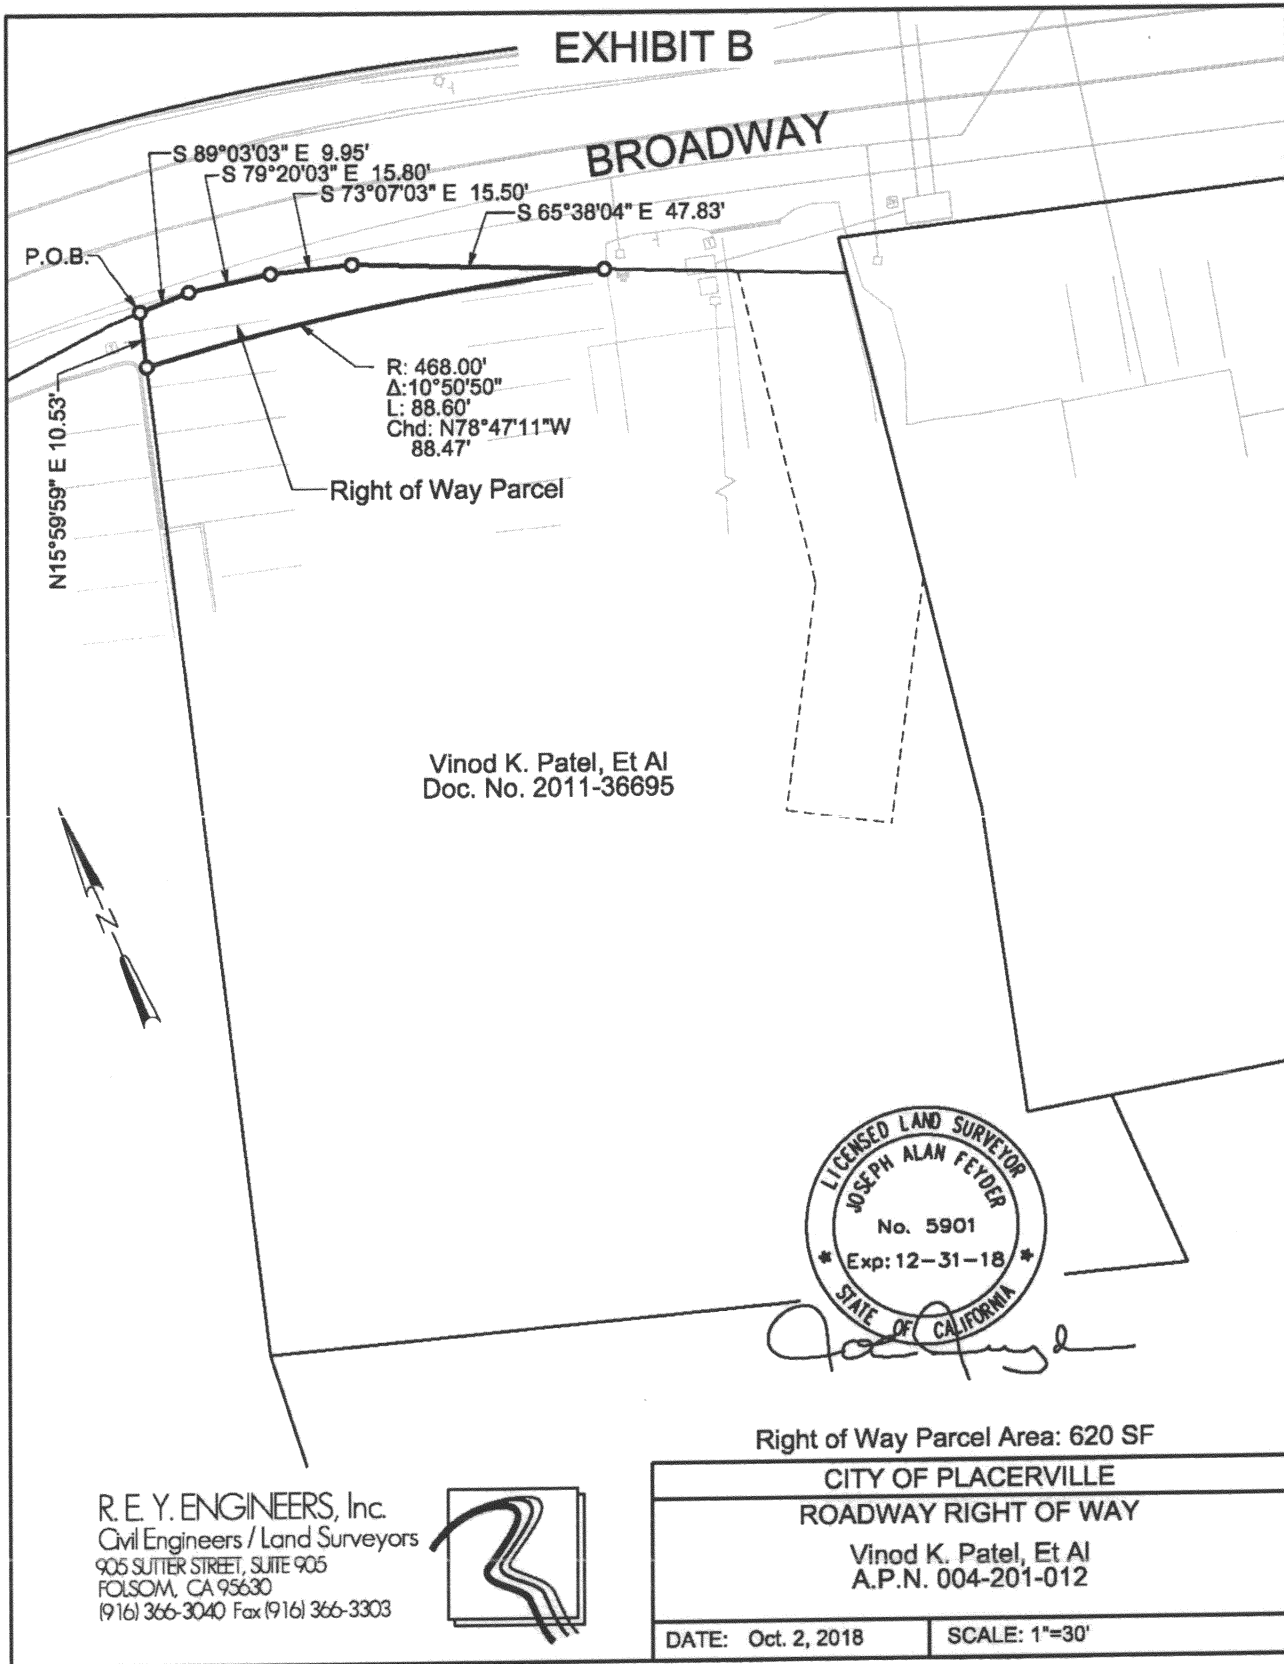 EXHIBIT B
BROADWAY
S 89°03'03" E 9.95'
S 79°20'03" E 15.80'
S 73°07'03" E 15.50'
S 65°38'04" E 47.83'
P.O.B.
N15°59'59" E 10.53'
R: 468.00'
Δ:10°50'50"
L: 88.60'
Chd: N78°47'11"W
88.47'
Right of Way Parcel
Vinod K. Patel, Et Al
Doc. No. 2011-36695
N
LICENSED LAND SURVEYOR
JOSEPH ALAN FEYDER
No. 5901
Exp: 12-31-18
STATE OF CALIFORNIA
Right of Way Parcel Area: 620 SF
CITY OF PLACERVILLE
ROADWAY RIGHT OF WAY
Vinod K. Patel, Et Al
A.P.N. 004-201-012
DATE: Oct. 2, 2018
SCALE: 1"=30'
R. E. Y. ENGINEERS, Inc.
Civil Engineers / Land Surveyors
905 SUTTER STREET, SUITE 905
FOLSOM, CA 95630
(916) 366-3040 Fax (916) 366-3303